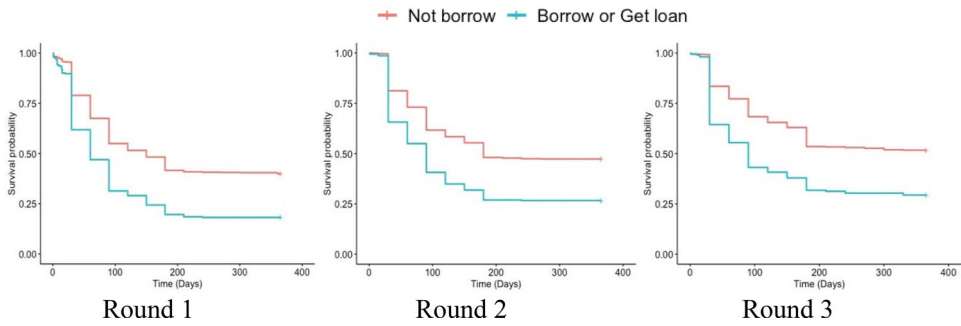 Not borrow Borrow or Get loan
Survival probability
1.00
0.75
0.50
0.25
0.00
0 100 200 300 400
Time (Days)
Round 1
Survival probability
1.00
0.75
0.50
0.25
0.00
0 100 200 300 400
Time (Days)
Round 2
Survival probability
1.00
0.75
0.50
0.25
0.00
0 100 200 300 400
Time (Days)
Round 3